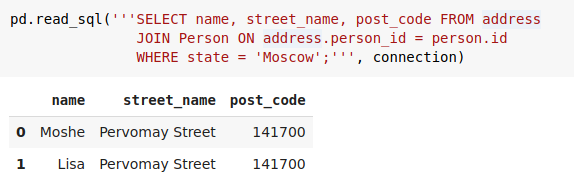 pd.read_sql('''SELECT name, street_name, post_code FROM address
JOIN Person ON address.person_id = person.id
WHERE state = 'Moscow';''', connection)
name street_name post_code
0 Moshe Pervomay Street 141700
1 Lisa Pervomay Street 141700